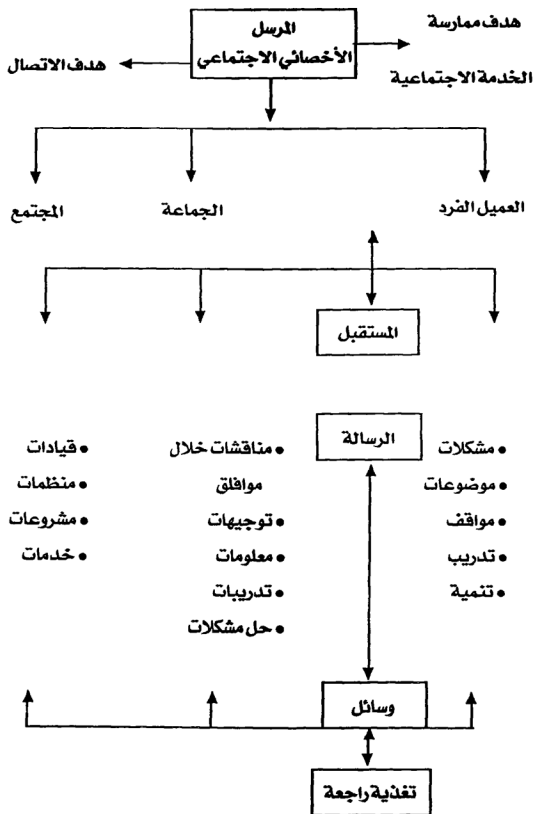 المرسل
الأخصائي الاجتماعي
هدف ممارسة
الخدمة الاجتماعية
هدف الاتصال
العميل الفرد
الجماعة
المجتمع
المستقبل
الرسالة
• مشكلات
• موضوعات
• مواقف
• تدريب
• تنمية
• مناقشات خلال
موافلق
• توجيهات
• معلومات
• تدريبات
• حل مشكلات
• قيادات
• منظمات
• مشروعات
• خدمات
وسائل
تغذية راجعة